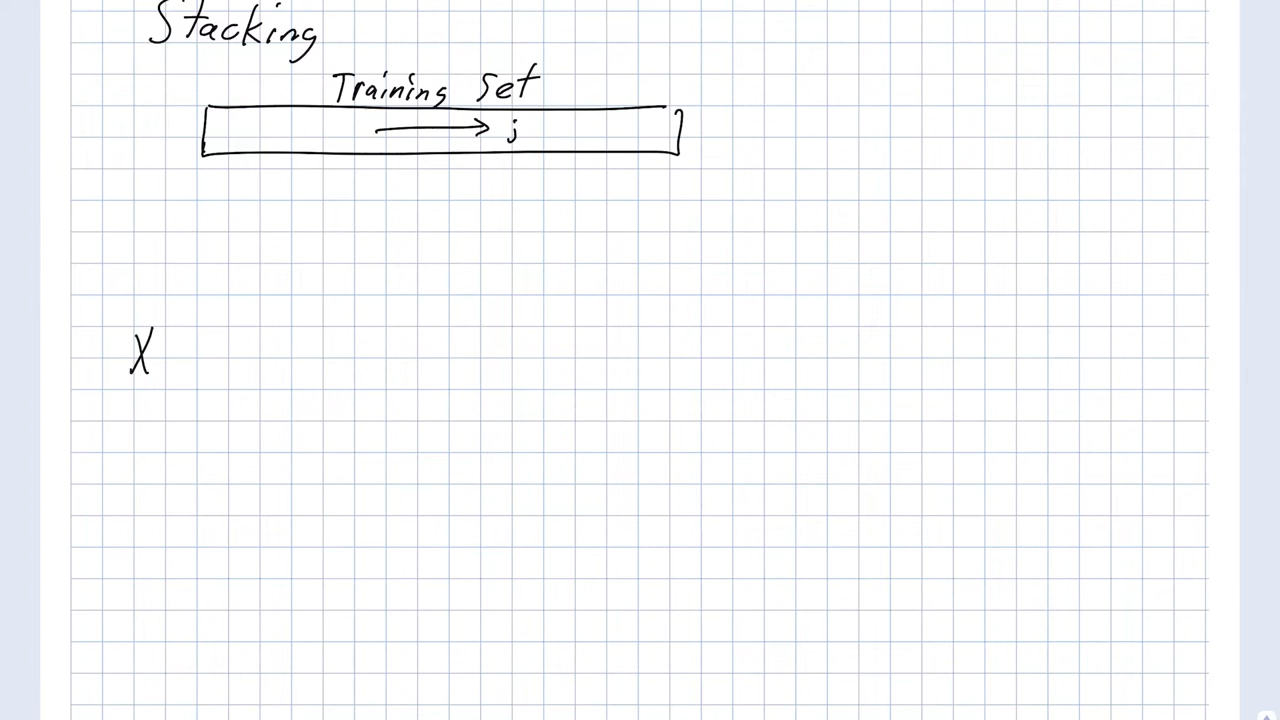 Stacking
Training Set
→ j
X